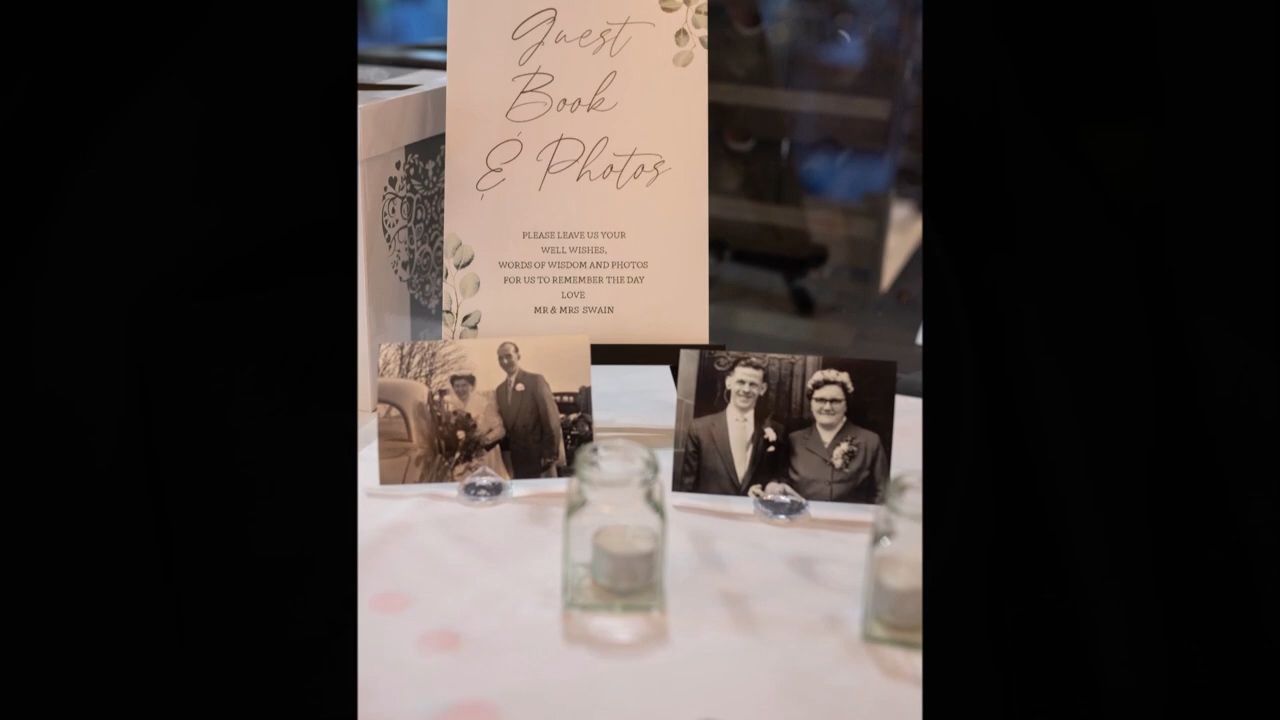 Guest
Book
& Photos
PLEASE LEAVE US YOUR
WELL WISHES,
WORDS OF WISDOM AND PHOTOS
FOR US TO REMEMBER THE DAY
LOVE
MR & MRS SWAIN